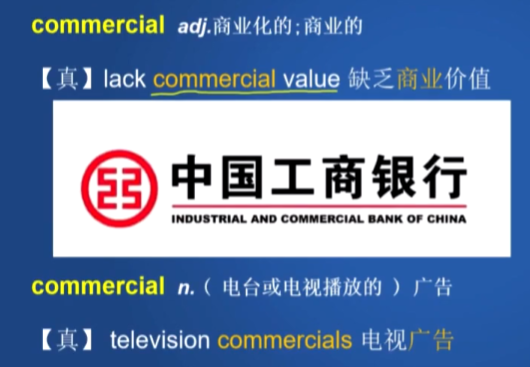 commercial adj.商业化的;商业的
【真】lack commercial value 缺乏商业价值
中国工商银行
INDUSTRIAL AND COMMERCIAL BANK OF CHINA
commercial n.（ 电台或电视播放的 ）广告
【真】 television commercials 电视广告